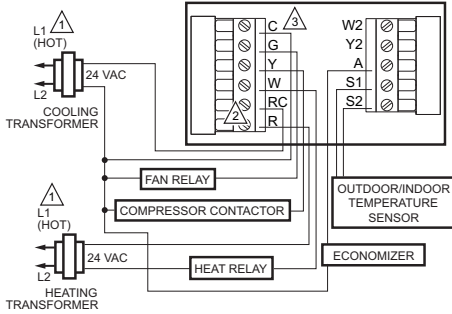 1
L1
(HOT)
24 VAC
L2
COOLING
TRANSFORMER
3
C
G
Y
W
RC
R
2
W2
Y2
A
S1
S2
FAN RELAY
COMPRESSOR CONTACTOR
OUTDOOR/INDOOR
TEMPERATURE
SENSOR
1
L1
(HOT)
24 VAC
L2
HEATING
TRANSFORMER
HEAT RELAY
ECONOMIZER